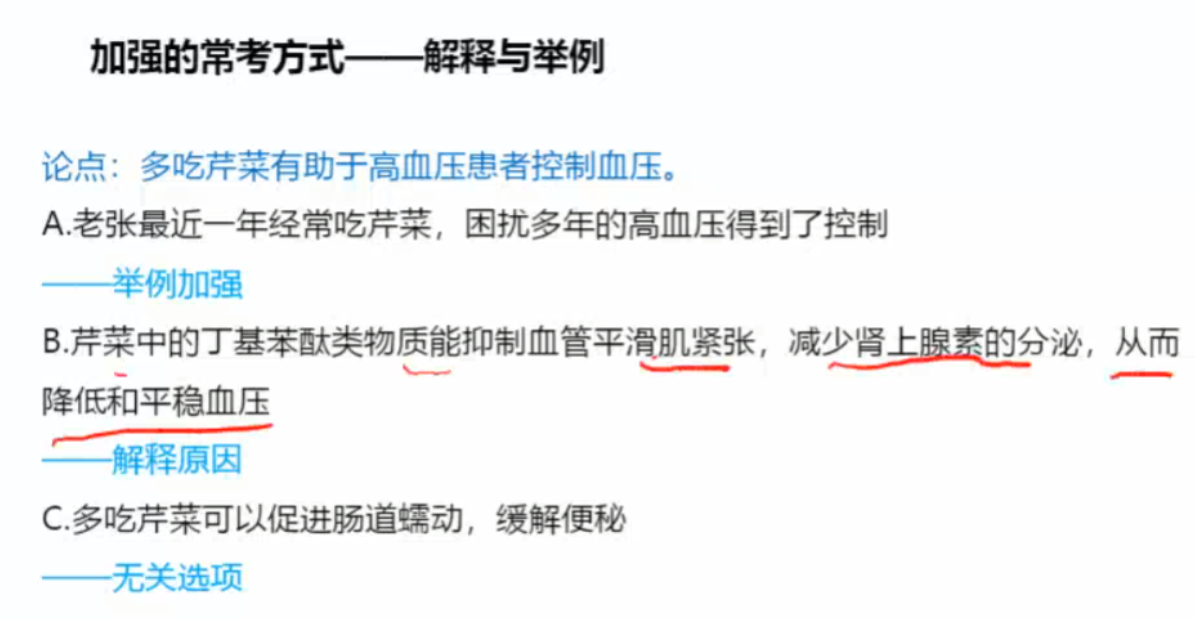 加强的常考方式——解释与举例
论点：多吃芹菜有助于高血压患者控制血压。
A.老张最近一年经常吃芹菜，困扰多年的高血压得到了控制
——举例加强
B.芹菜中的丁基苯酞类物质能抑制血管平滑肌紧张，减少肾上腺素的分泌，从而
降低和平稳血压
——解释原因
C.多吃芹菜可以促进肠道蠕动，缓解便秘
——无关选项